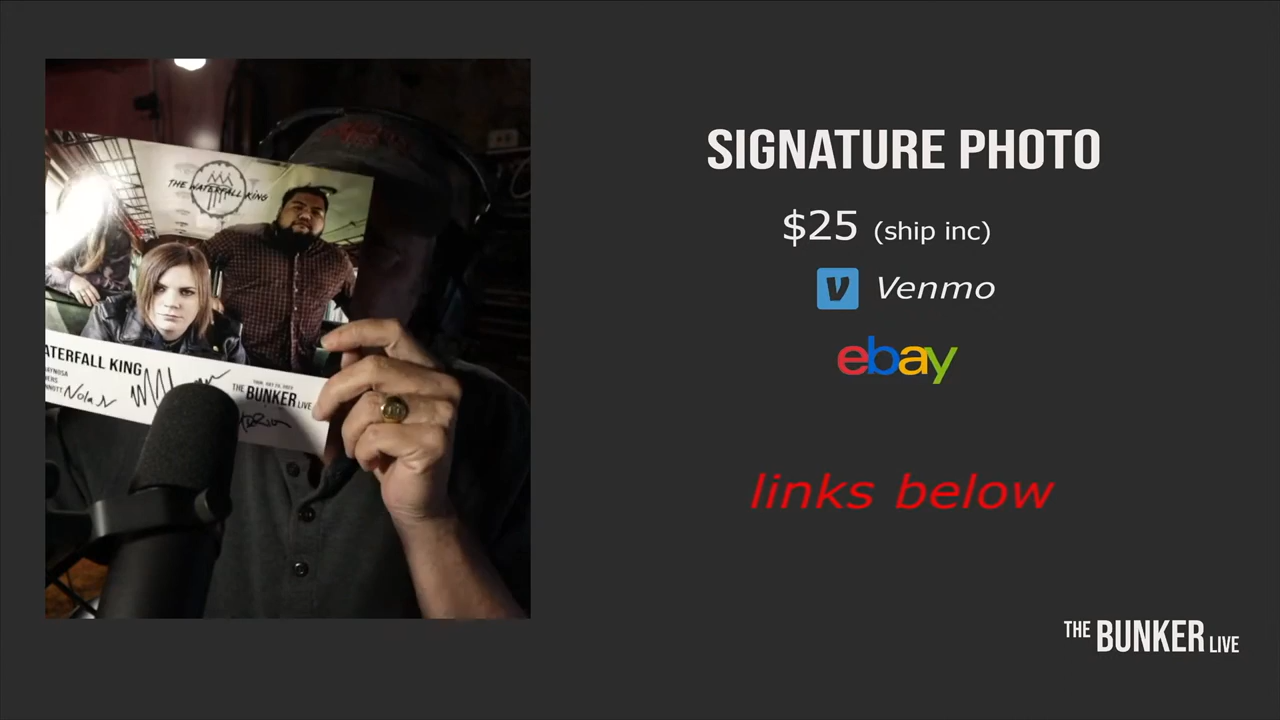 SIGNATURE PHOTO
$25 (ship inc)
Venmo
ebay
links below
THE BUNKER LIVE
THE WATERFALL KING
ATERFALL KING
THE BUNKER LIVE
Nolan